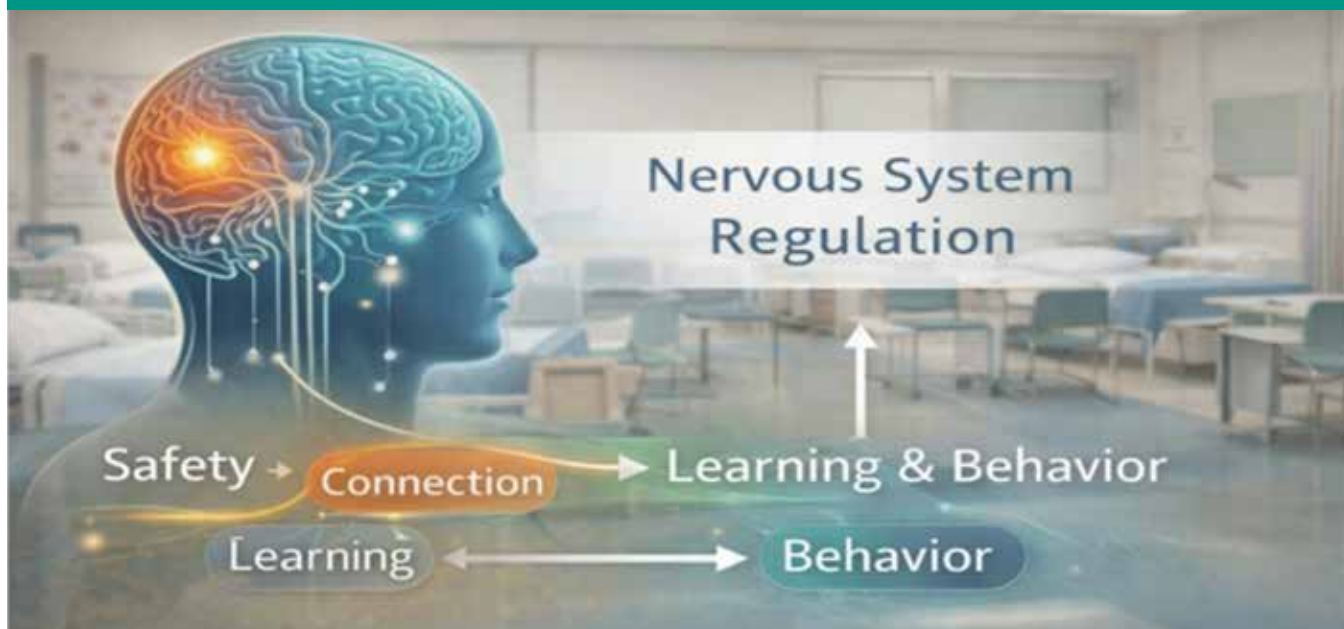 Nervous System
Regulation
Safety
Connection
Learning & Behavior
Learning
Behavior